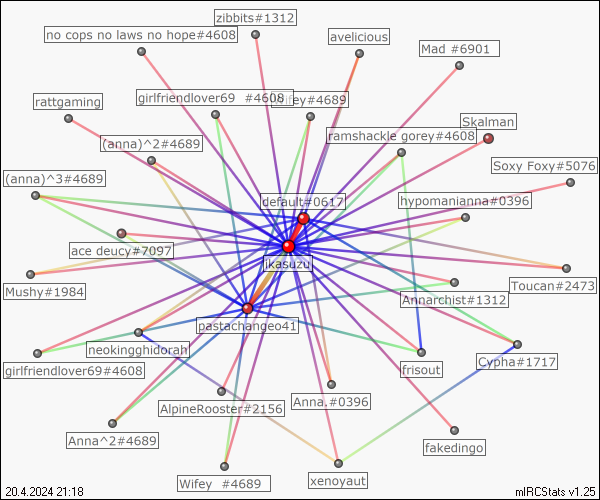 zibbits#1312
no cops no laws no hope#4608
avelicious
Mad #6901
rattgaming
girlfriendlover69 #4608
Wifey#4689
ramshackle gorey#4608
Skalman
(anna)^2#4689
Soxy Foxy#5076
(anna)^3#4689
default#0617
hypomanianna#0396
ace deucy#7097
jkasuzu
Mushy#1984
Toucan#2473
Annarchist#1312
pastachangeo41
neokingghidorah
girlfriendlover69#4608
frisout
Cypha#1717
Anna.#0396
AlpineRooster#2156
Anna^2#4689
fakedingo
Wifey #4689
xenoyaut
20.4.2024 21:18
mIRCStats v1.25